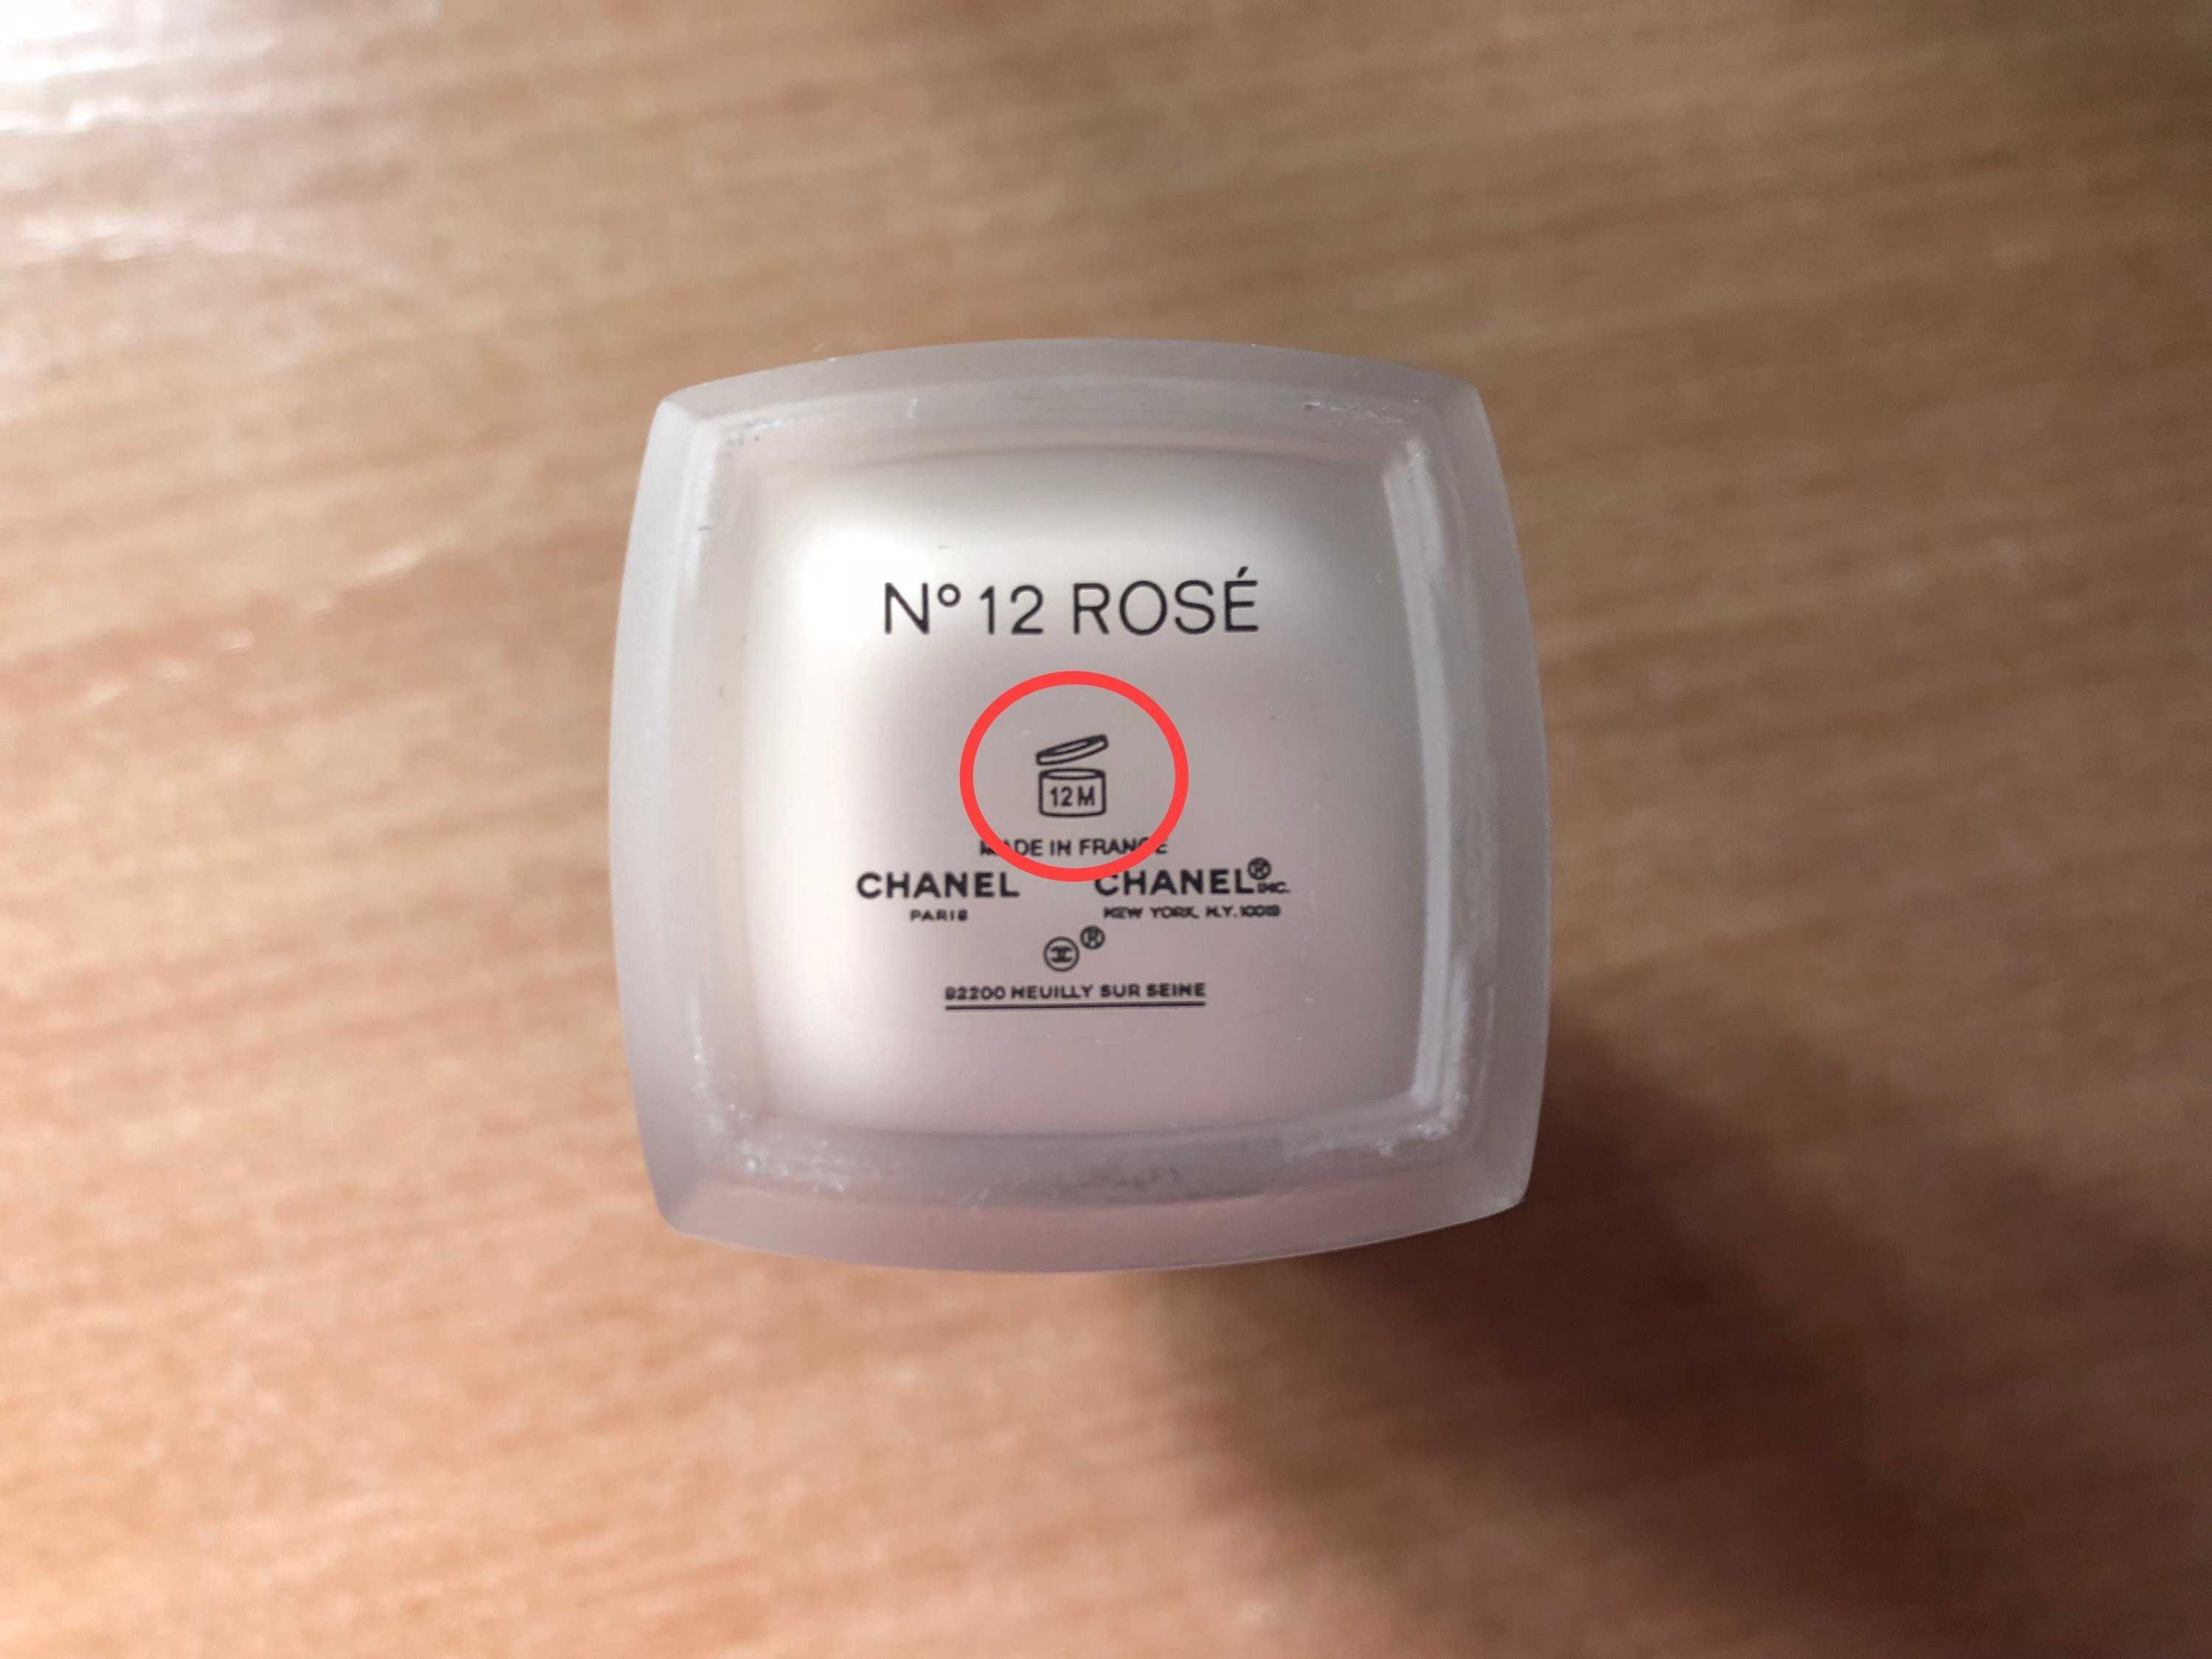 N° 12 ROSÉ
12 M
MADE IN FRANCE
CHANEL CHANEL® INC.
PARIS NEW YORK, N.Y. 10019
®
92200 NEUILLY SUR SEINE